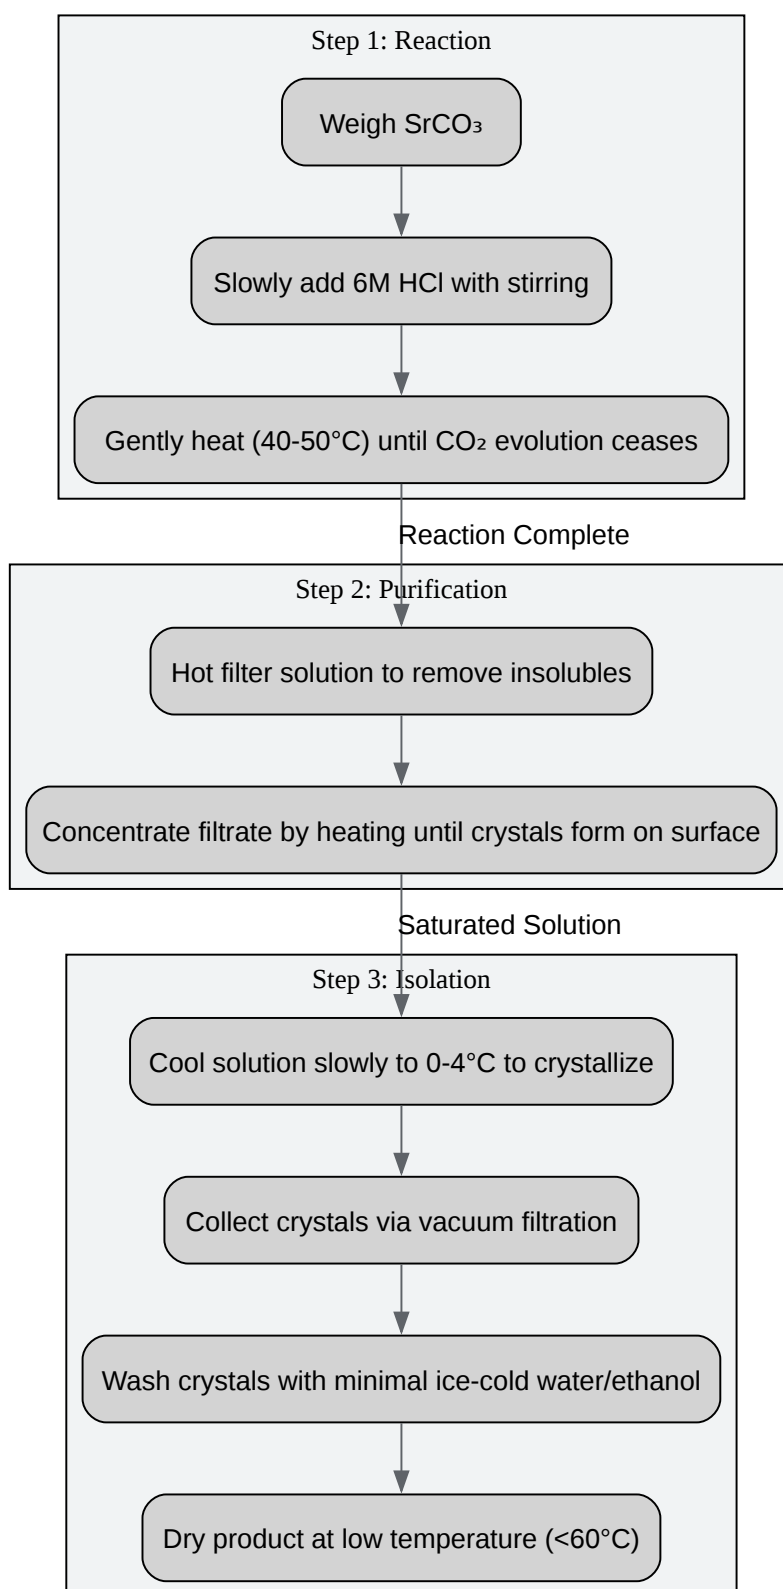 Step 1: Reaction
Weigh SrCO₃
Slowly add 6M HCl with stirring
Gently heat (40-50°C) until CO₂ evolution ceases
Reaction Complete
Step 2: Purification
Hot filter solution to remove insolubles
Concentrate filtrate by heating until crystals form on surface
Saturated Solution
Step 3: Isolation
Cool solution slowly to 0-4°C to crystallize
Collect crystals via vacuum filtration
Wash crystals with minimal ice-cold water/ethanol
Dry product at low temperature (<60°C)